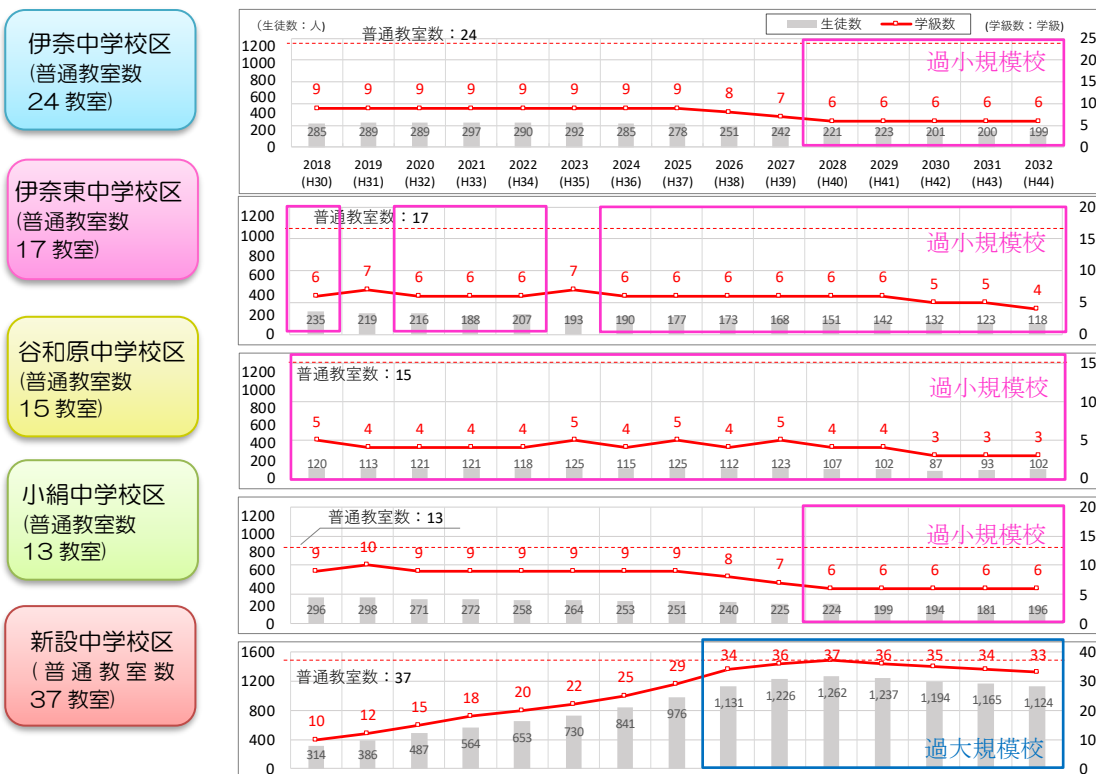 伊奈中学校区
(普通教室数
24 教室)
(生徒数：人)
普通教室数：24
生徒数 学級数
(学級数：学級)
過小規模校
1200
1000
800
600
400
200
0
25
20
15
10
5
0
9 9 9 9 9 9 9 9 8 7 6 6 6 6 6
285 289 289 297 290 292 285 278 251 242 221 223 201 200 199
2018 2019 2020 2021 2022 2023 2024 2025 2026 2027 2028 2029 2030 2031 2032
(H30) (H31) (H32) (H33) (H34) (H35) (H36) (H37) (H38) (H39) (H40) (H41) (H42) (H43) (H44)
伊奈東中学校区
(普通教室数
17 教室)
普通教室数：17
過小規模校
1200
1000
800
600
400
200
0
20
15
10
5
0
6 7 6 6 6 7 6 6 6 6 6 6 5 5 4
235 219 216 188 207 193 190 177 173 168 151 142 132 123 118
谷和原中学校区
(普通教室数
15 教室)
普通教室数：15
過小規模校
1200
1000
800
600
400
200
0
15
10
5
0
5 4 4 4 4 5 4 5 4 5 4 4 3 3 3
120 113 121 121 118 125 115 125 112 123 107 102 87 93 102
小絹中学校区
(普通教室数
13 教室)
普通教室数：13
過小規模校
1200
1000
800
600
400
200
0
20
15
10
5
0
9 10 9 9 9 9 9 9 8 7 6 6 6 6 6
296 298 271 272 258 264 253 251 240 225 224 199 194 181 196
新設中学校区
(普通教室数
37 教室)
普通教室数：37
過大規模校
1600
1200
800
400
0
40
30
20
10
0
10 12 15 18 20 22 25 29 34 36 37 36 35 34 33
314 386 487 564 653 730 841 976 1,131 1,226 1,262 1,237 1,194 1,165 1,124